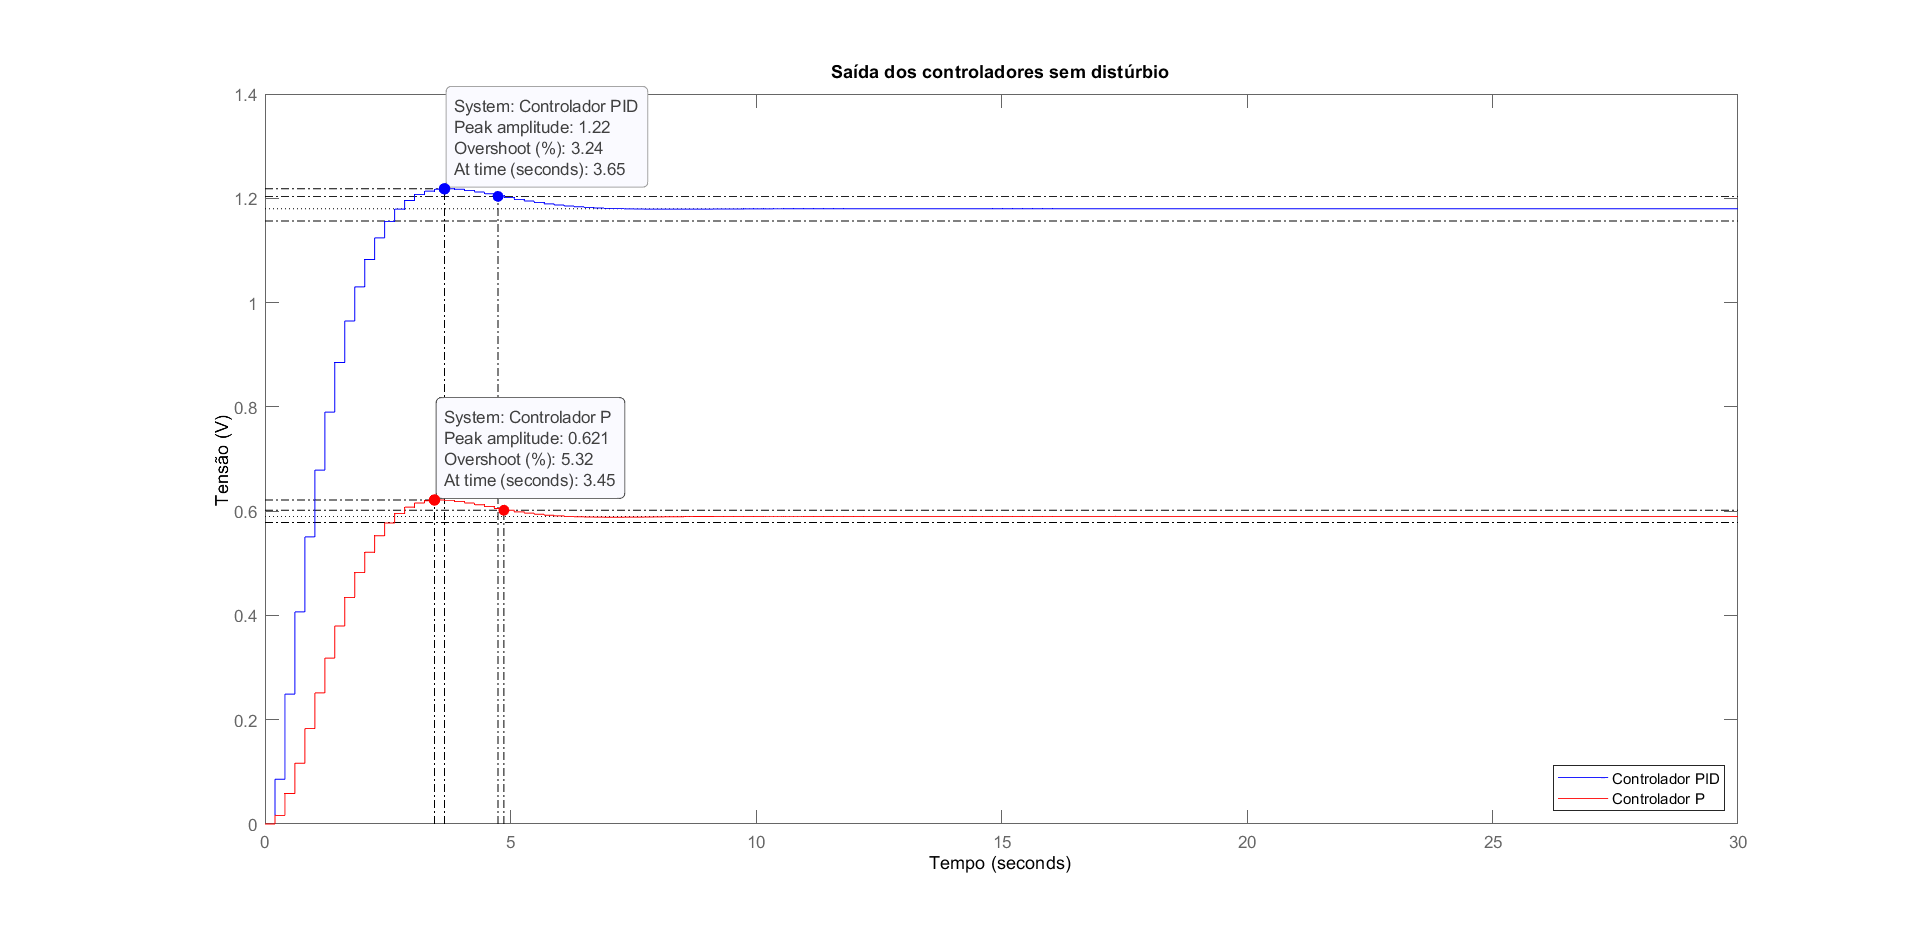 Saída dos controladores sem distúrbio
System: Controlador PID
Peak amplitude: 1.22
Overshoot (%): 3.24
At time (seconds): 3.65
System: Controlador P
Peak amplitude: 0.621
Overshoot (%): 5.32
At time (seconds): 3.45
Tensão (V)
1.4
1.2
1
0.8
0.6
0.4
0.2
0
0 5 10 15 20 25 30
Tempo (seconds)
Controlador PID
Controlador P